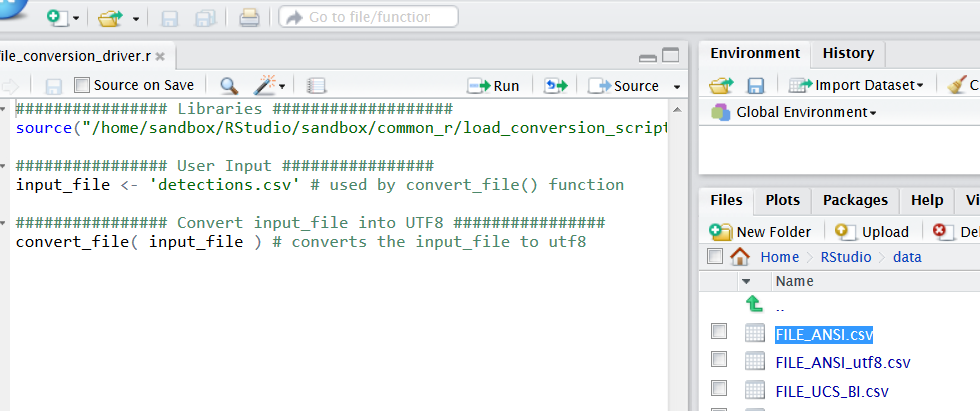 Go to file/function
file_conversion_driver.r
Source on Save
Run
Source
################ Libraries ###################
source("/home/sandbox/RStudio/sandbox/common_r/load_conversion_script
################ User Input ################
input_file <- 'detections.csv' # used by convert_file() function
################ Convert input_file into UTF8 ################
convert_file( input_file ) # converts the input_file to utf8
Environment History
Import Dataset C
Global Environment
Files Plots Packages Help Vi
New Folder Upload Del
Home RStudio data
Name
..
FILE_ANSI.csv
FILE_ANSI_utf8.csv
FILE_UCS_BI.csv